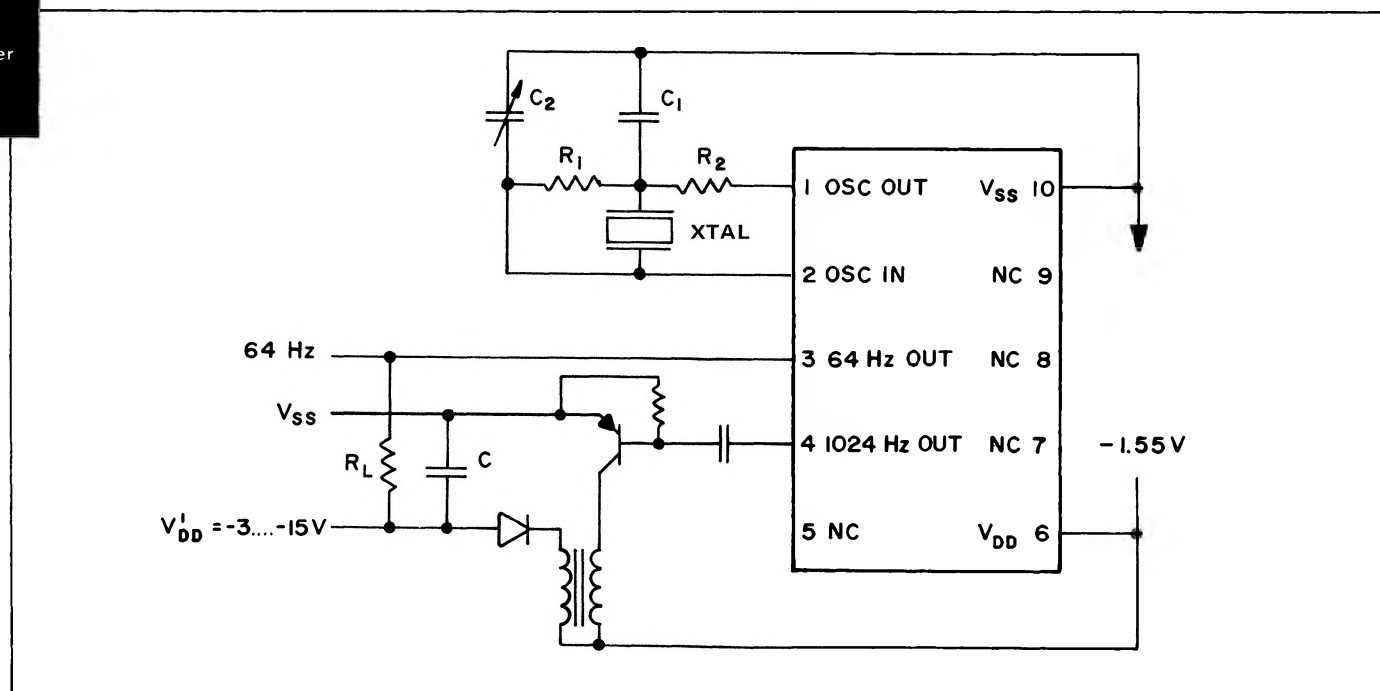 er
C2
C1
R1
R2
XTAL
1 OSC OUT
VSS 10
2 OSC IN
NC 9
64 Hz
3 64 Hz OUT
NC 8
VSS
RL
C
4 1024 Hz OUT
NC 7
-1.55V
V'DD = -3....-15V
5 NC
VDD 6